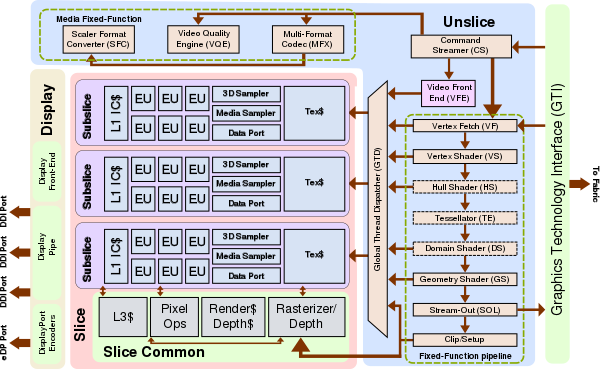 Media Fixed-Function
Scaler Format
Converter (SFC)
Video Quality
Engine (VQE)
Multi-Format
Codec (MFX)
Unslice
Command
Streamer (CS)
Video Front
End (VFE)
Graphics Technology Interface (GTI)
To Fabric
Global Thread Dispatcher (GTD)
Vertex Fetch (VF)
Vertex Shader (VS)
Hull Shader (HS)
Tessellator (TE)
Domain Shader (DS)
Geometry Shader (GS)
Stream-Out (SOL)
Clip/Setup
Fixed-Function pipeline
Display
Display
Front-End
Display
Pipe
DisplayPort
Encoders
DDI Port
DDI Port
DDI Port
eDP Port
Slice
Subslice
L1 IC$
EU EU EU
EU EU EU
3D Sampler
Media Sampler
Data Port
Tex$
Subslice
L1 IC$
EU EU EU
EU EU EU
3D Sampler
Media Sampler
Data Port
Tex$
Subslice
L1 IC$
EU EU EU
EU EU EU
3D Sampler
Media Sampler
Data Port
Tex$
L3$
Pixel
Ops
Render$
Depth$
Rasterizer/
Depth
Slice Common